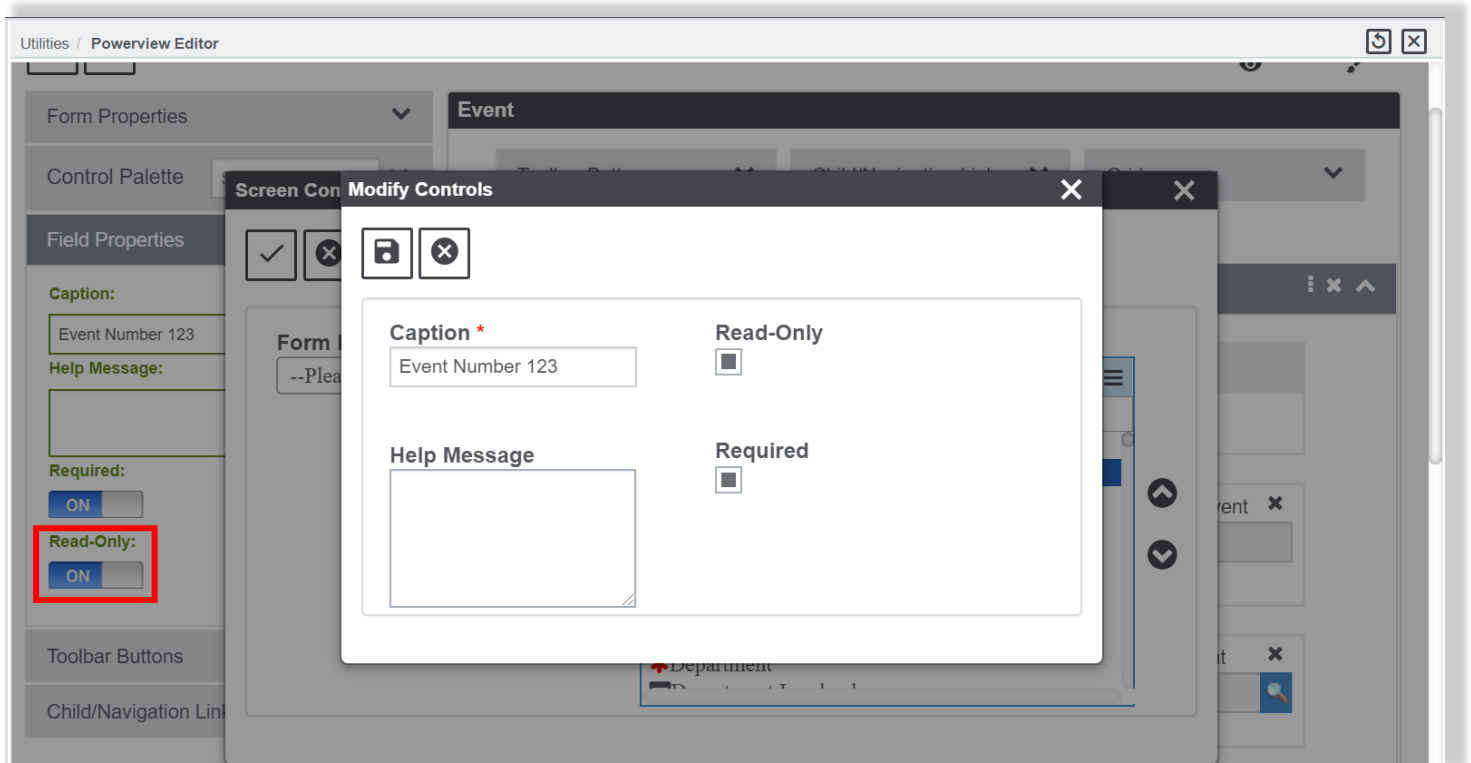 Utilities / Powerview Editor
Form Properties
Event
Control Palette
Screen Con
Modify Controls
Field Properties
Caption:
Event Number 123
Help Message:
Required:
ON
Read-Only:
ON
Toolbar Buttons
Child/Navigation Lin
Form
--Plea
Caption *
Event Number 123
Read-Only
Help Message
Required
Department